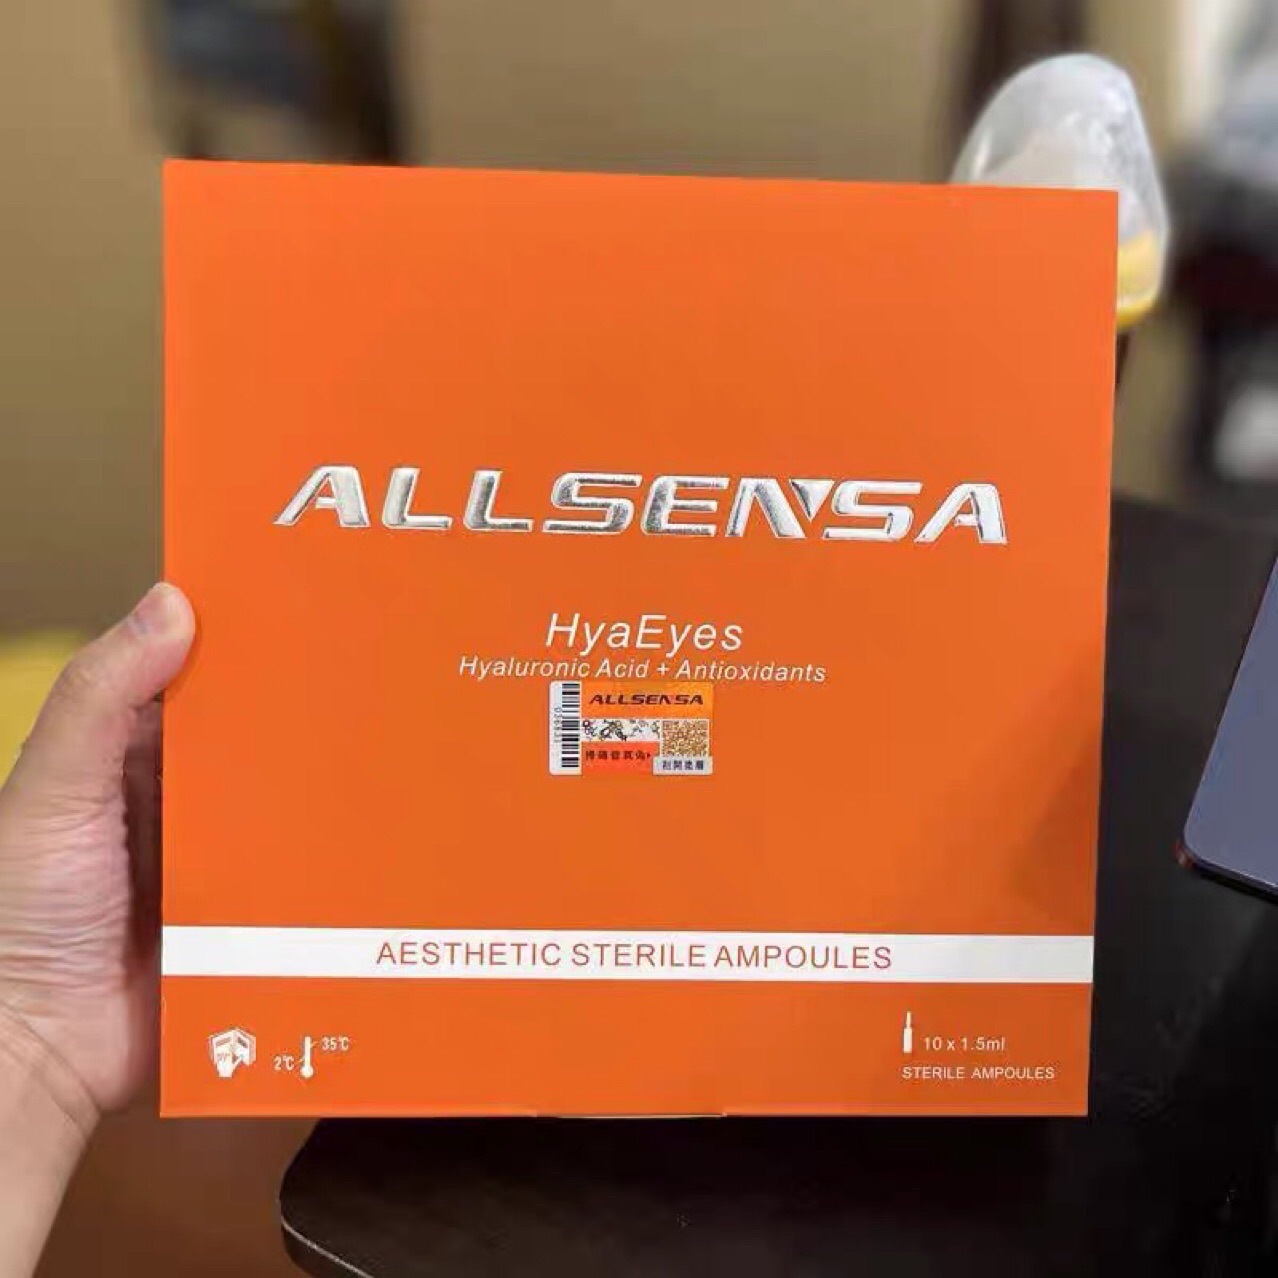 ALLSENSA
HyaEyes
Hyaluronic Acid + Antioxidants
ALLSENSA
AESTHETIC STERILE AMPOULES
2℃
35℃
10 x 1.5ml
STERILE AMPOULES